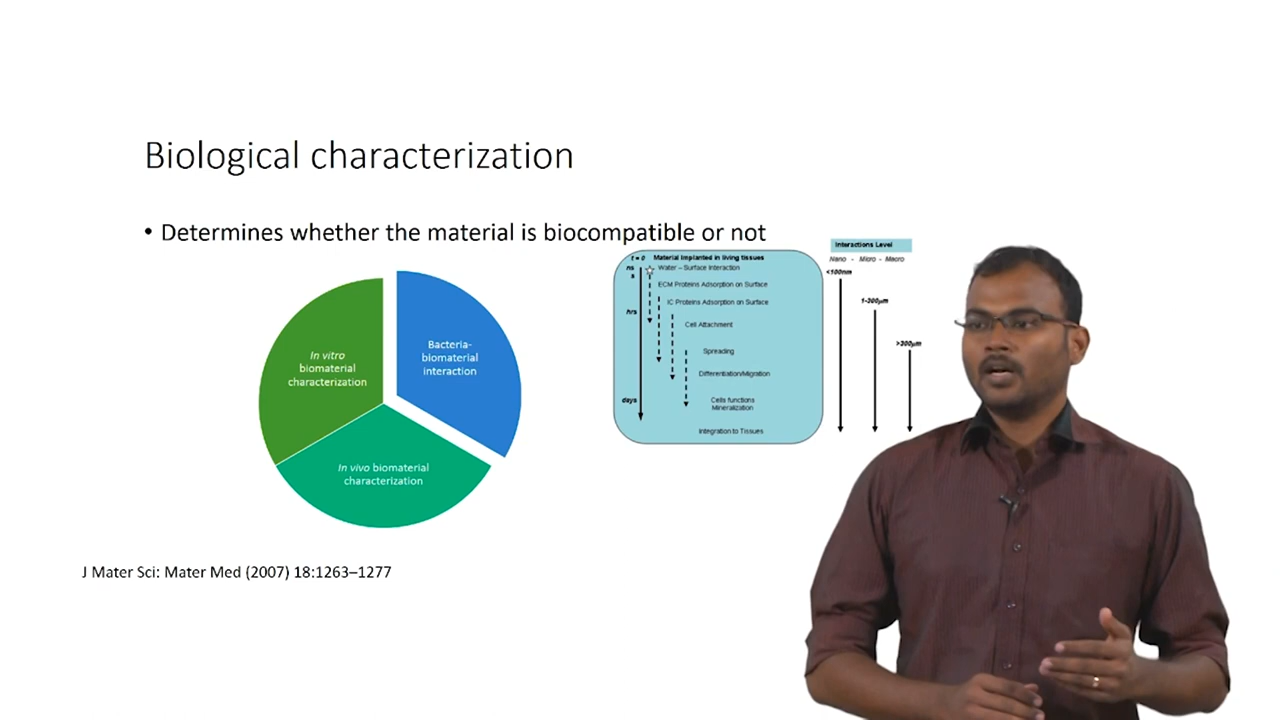 Biological characterization
• Determines whether the material is biocompatible or not
In vitro
biomaterial
characterization
Bacteria-
biomaterial
interaction
In vivo biomaterial
characterization
t = 0 Material Implanted in living tissues
ns
s
Water – Surface Interaction
ECM Proteins Adsorption on Surface
IC Proteins Adsorption on Surface
hrs
Cell Attachment
Spreading
Differentiation/Migration
days
Cells functions
Mineralization
Integration to Tissues
Interactions Level
Nano - Micro - Macro
<100nm
1-200µm
>200µm
J Mater Sci: Mater Med (2007) 18:1263–1277